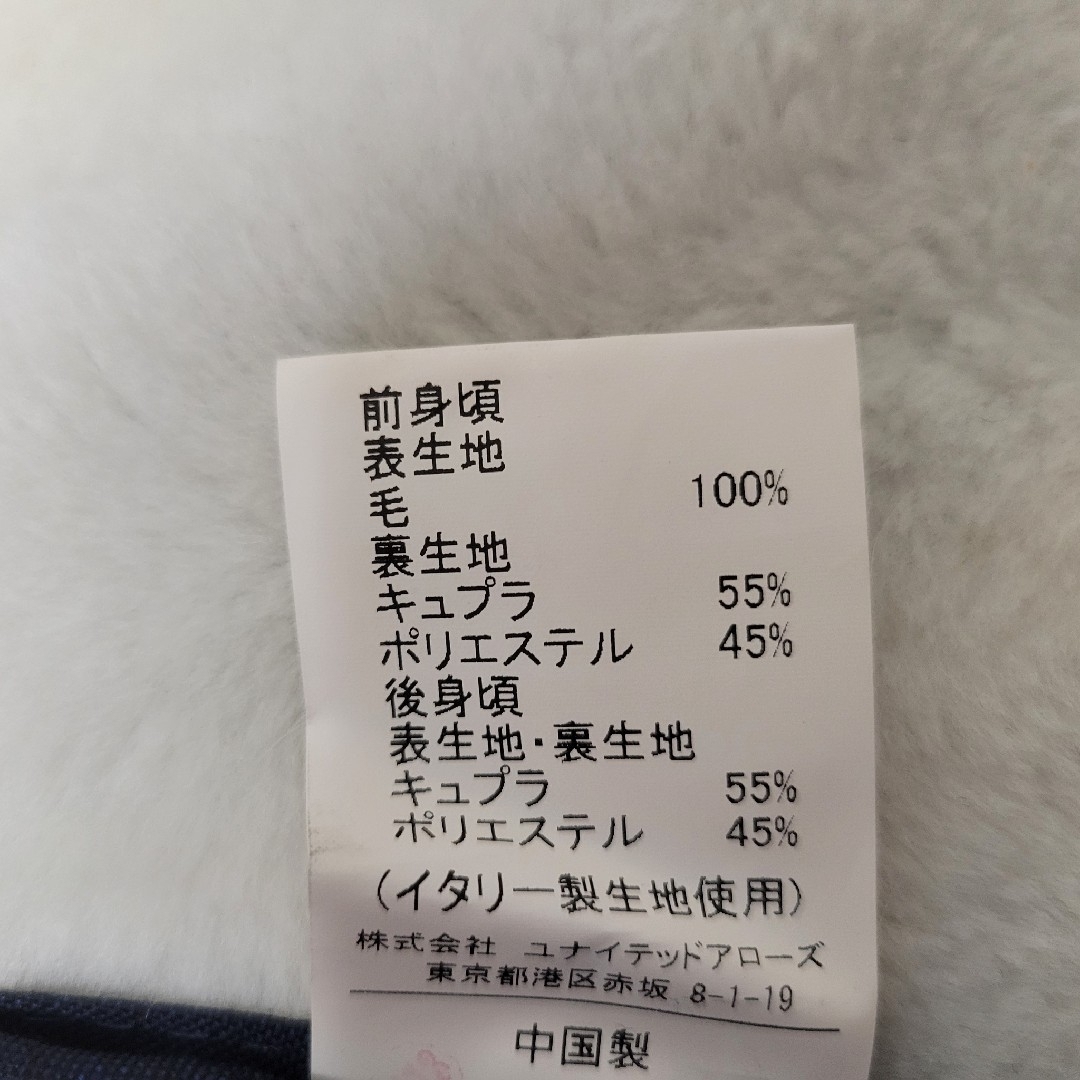 前身頃
表生地
毛 100%
裏生地
キュプラ 55%
ポリエステル 45%
後身頃
表生地・裏生地
キュプラ 55%
ポリエステル 45%
(イタリー製生地使用)
株式会社 ユナイテッドアローズ
東京都港区赤坂 8-1-19
中国製